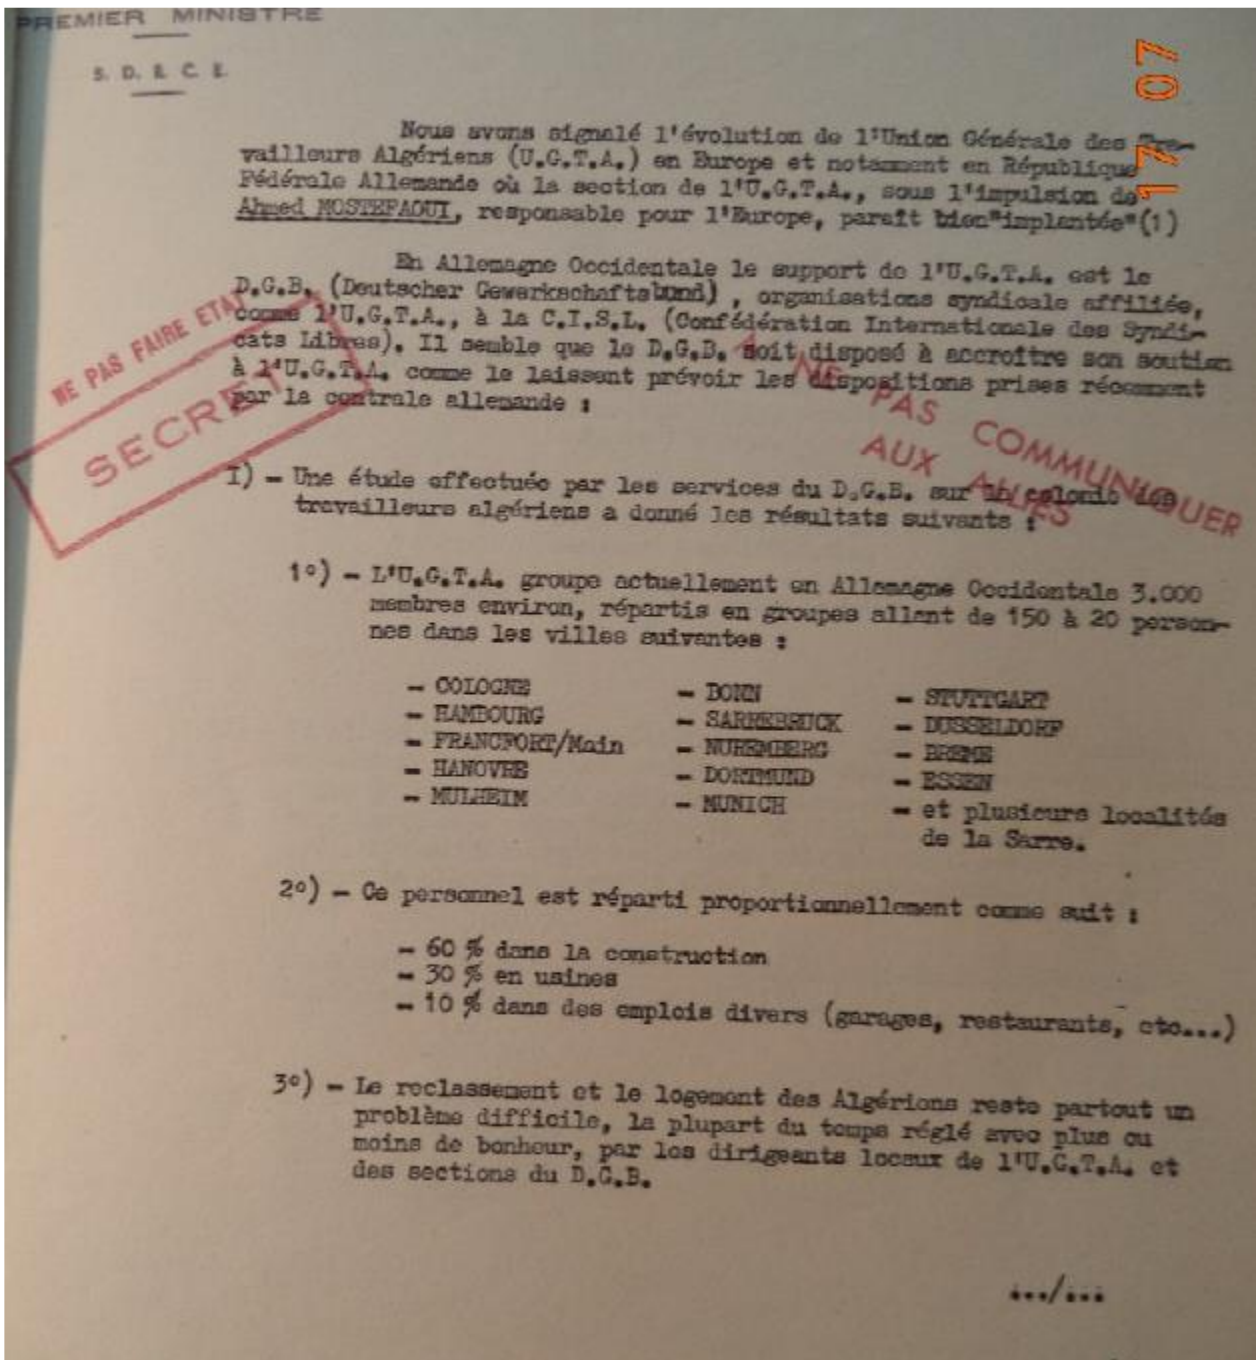 PREMIER MINISTRE
S. D. E. C. E.
17 07
Nous avons signalé l'évolution de l'Union Générale des Tra-
vailleurs Algériens (U.G.T.A.) en Europe et notamment en République
Fédérale Allemande où la section de l'U.G.T.A., sous l'impulsion de
Ahmed MOSTEFAOUI, responsable pour l'Europe, paraît bien"implantée"(1)
En Allemagne Occidentale le support de l'U.G.T.A. est le
D.G.B. (Deutscher Gewerkschaftsbund) , organisations syndicale affiliée,
comme l'U.G.T.A., à la C.I.S.L. (Confédération Internationale des Syndi-
cats Libres). Il semble que le D.G.B. soit disposé à accroître son soutien
à l'U.G.T.A. comme le laissent prévoir les dispositions prises récemment
par la centrale allemande :
NE PAS FAIRE ETAT
SECRET
A NE PAS COMMUNIQUER
AUX ALLIES
I) - Une étude effectuée par les services du D.G.B. sur la colonie des
travailleurs algériens a donné les résultats suivants :
1°) - L'U.G.T.A. groupe actuellement en Allemagne Occidentale 3.000
membres environ, répartis en groupes allant de 150 à 20 person-
nes dans les villes suivantes :
- COLOGNE - BONN - STUTTGART
- HAMBOURG - SARREBRUCK - DUSSELDORF
- FRANCFORT/Main - NUREMBERG - BREME
- HANOVRE - DORTMUND - ESSEN
- MULHEIM - MUNICH - et plusieurs localités
de la Sarre.
2°) - Ce personnel est réparti proportionnellement comme suit :
- 60 % dans la construction
- 30 % en usines
- 10 % dans des emplois divers (garages, restaurants, etc...)
3°) - Le reclassement et le logement des Algériens reste partout un
problème difficile, la plupart du temps réglé avec plus ou
moins de bonheur, par les dirigeants locaux de l'U.G.T.A. et
des sections du D.G.B.
.../...